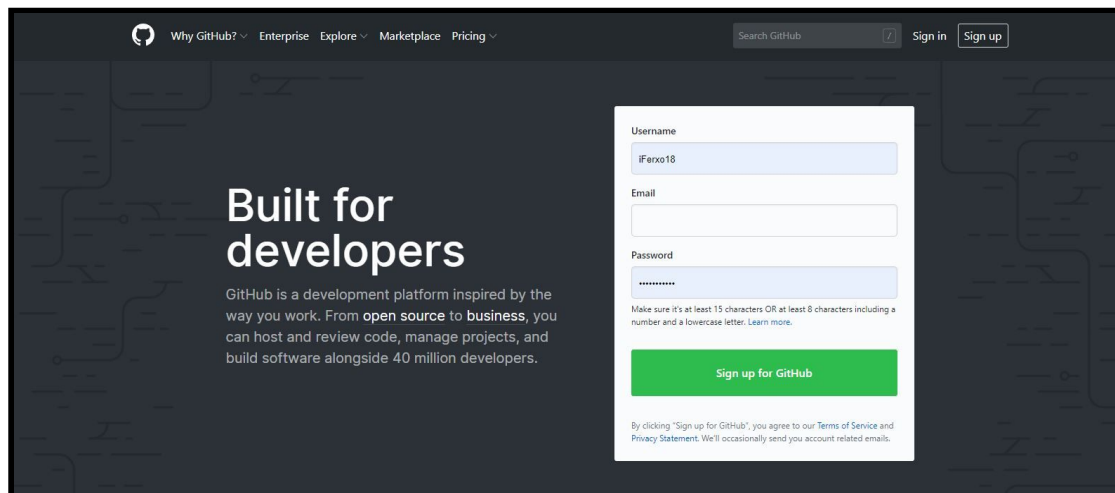 Why GitHub? Enterprise Explore Marketplace Pricing Search GitHub / Sign in Sign up
Built for
developers
GitHub is a development platform inspired by the
way you work. From open source to business, you
can host and review code, manage projects, and
build software alongside 40 million developers.
Username
iFerxo18
Email
Password
•••••••••••
Make sure it's at least 15 characters OR at least 8 characters including a
number and a lowercase letter. Learn more.
Sign up for GitHub
By clicking "Sign up for GitHub", you agree to our Terms of Service and
Privacy Statement. We'll occasionally send you account related emails.